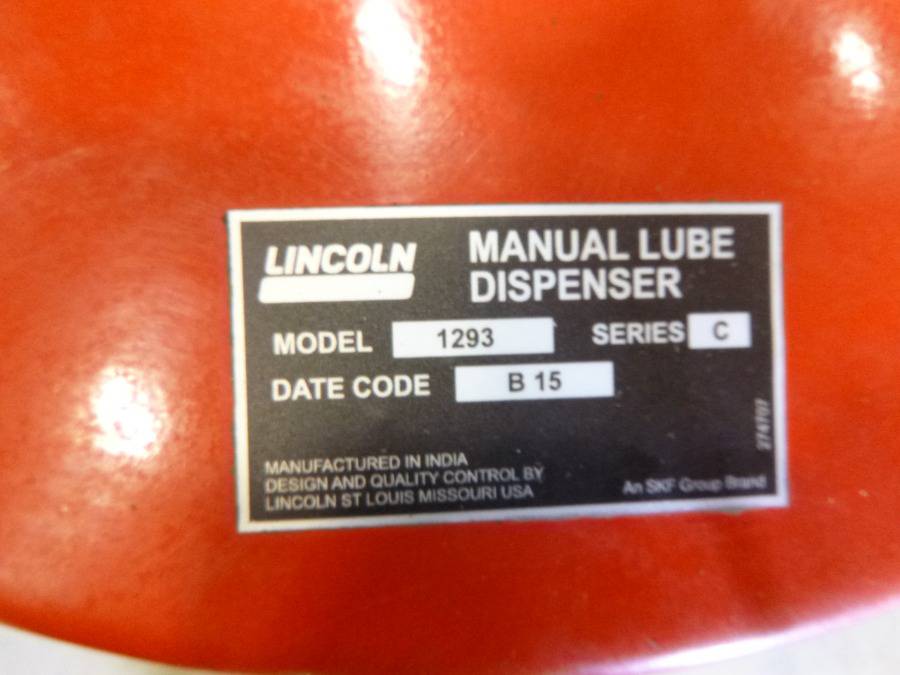 LINCOLN
MANUAL LUBE
DISPENSER
MODEL 1293 SERIES C
DATE CODE B 15
274707
MANUFACTURED IN INDIA
DESIGN AND QUALITY CONTROL BY
LINCOLN ST LOUIS MISSOURI USA
An SKF Group Brand